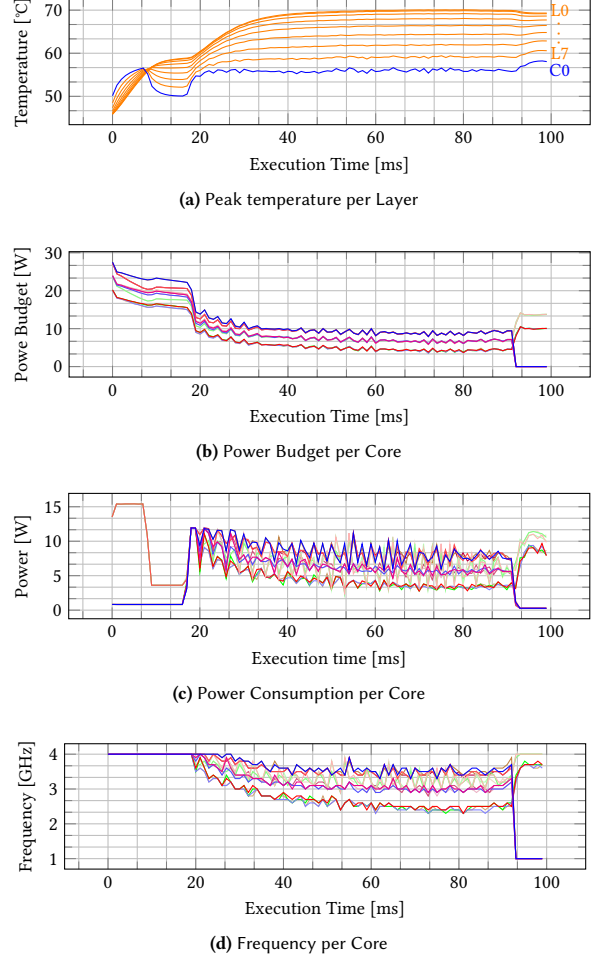 Temperature [℃]
70
60
50
L0
:
L7
C0
0
20
40
60
80
100
Execution Time [ms]
(a) Peak temperature per Layer
Powe Budget [W]
30
20
10
0
0
20
40
60
80
100
Execution Time [ms]
(b) Power Budget per Core
Power [W]
15
10
5
0
0
20
40
60
80
100
Execution time [ms]
(c) Power Consumption per Core
Frequency [GHz]
4
3
2
1
0
20
40
60
80
100
Execution Time [ms]
(d) Frequency per Core